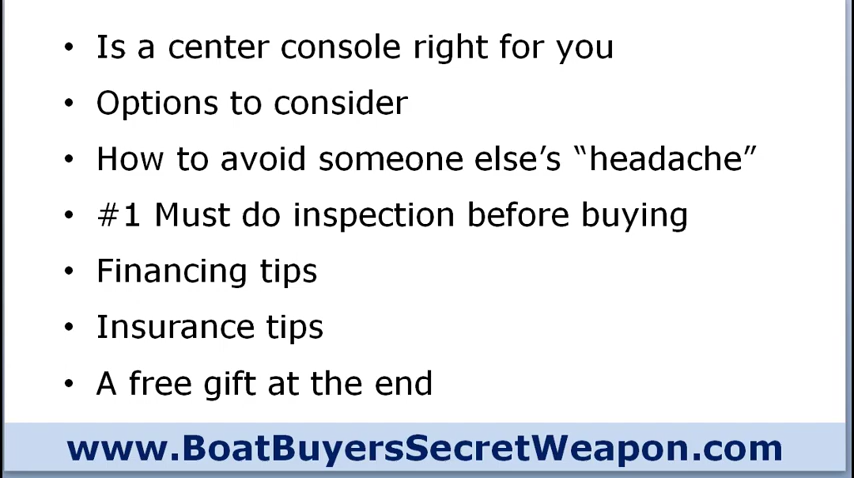 • Is a center console right for you
• Options to consider
• How to avoid someone else’s “headache”
• #1 Must do inspection before buying
• Financing tips
• Insurance tips
• A free gift at the end
www.BoatBuyersSecretWeapon.com